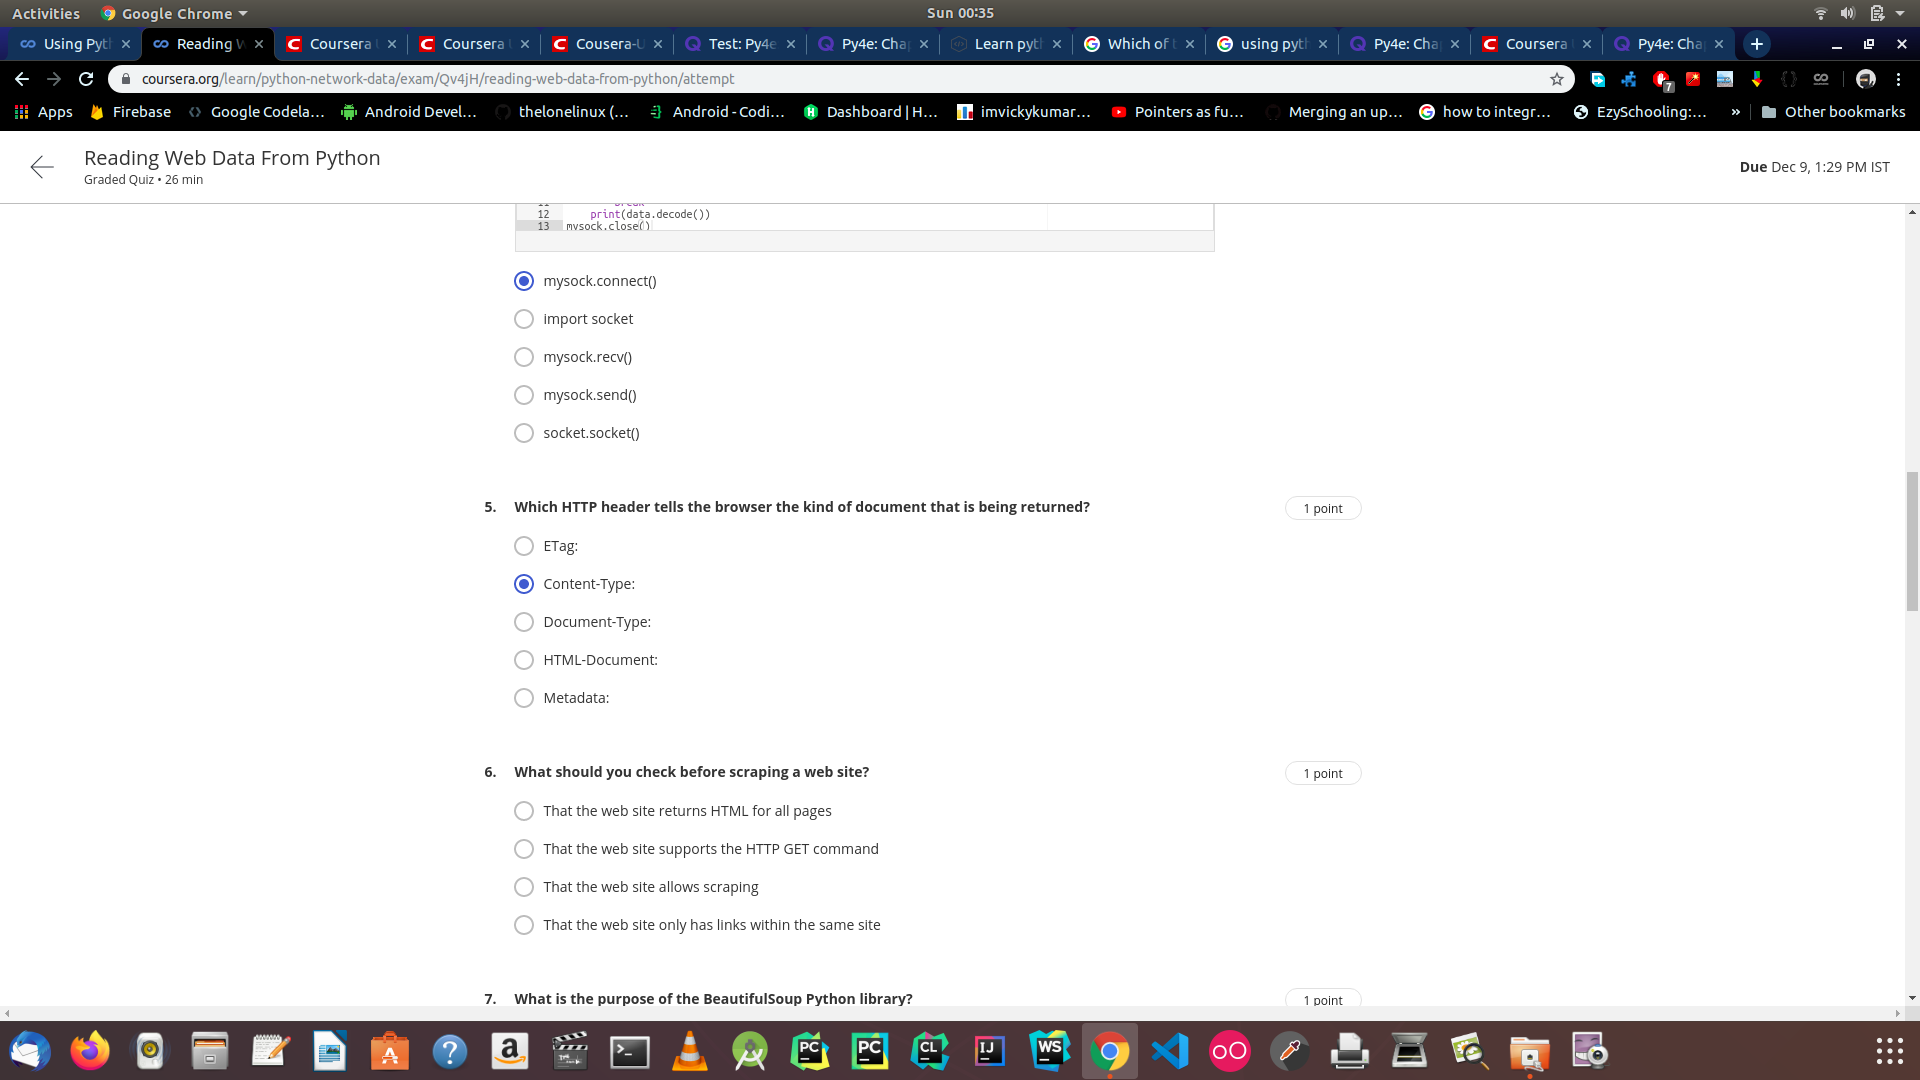 Activities Google Chrome Sun 00:35
Using Pyt Reading W Coursera Coursera Cousera-U Test: Py4e Py4e: Cha Learn pyt Which of using pyt Py4e: Cha Coursera Py4e: Cha
coursera.org/learn/python-network-data/exam/Qv4jH/reading-web-data-from-python/attempt 7
Apps Firebase Google Codela... Android Devel... thelonelinux (... Android - Codi... Dashboard | H... imvickykumar... Pointers as fu... Merging an up... how to integr... EzySchooling:... » Other bookmarks
Reading Web Data From Python
Graded Quiz • 26 min
Due Dec 9, 1:29 PM IST
11 break
12 print(data.decode())
13 mysock.close()
mysock.connect()
import socket
mysock.recv()
mysock.send()
socket.socket()
5. Which HTTP header tells the browser the kind of document that is being returned? 1 point
ETag:
Content-Type:
Document-Type:
HTML-Document:
Metadata:
6. What should you check before scraping a web site? 1 point
That the web site returns HTML for all pages
That the web site supports the HTTP GET command
That the web site allows scraping
That the web site only has links within the same site
7. What is the purpose of the BeautifulSoup Python library? 1 point